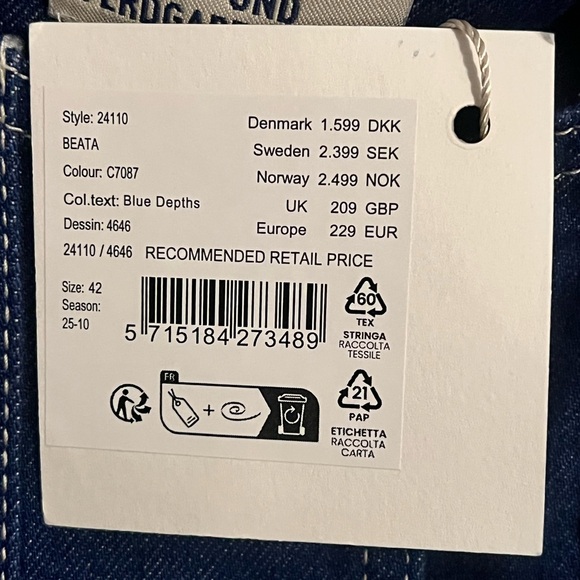 UND
Style: 24110
BEATA
Colour: C7087
Col.text: Blue Depths
Dessin: 4646
24110 / 4646
Denmark 1.599 DKK
Sweden 2.399 SEK
Norway 2.499 NOK
UK 209 GBP
Europe 229 EUR
RECOMMENDED RETAIL PRICE
Size: 42
Season:
25-10
5 715184 273489
60
TEX
STRINGA
RACCOLTA
TESSILE
FR
+
21
PAP
ETICHETTA
RACCOLTA
CARTA